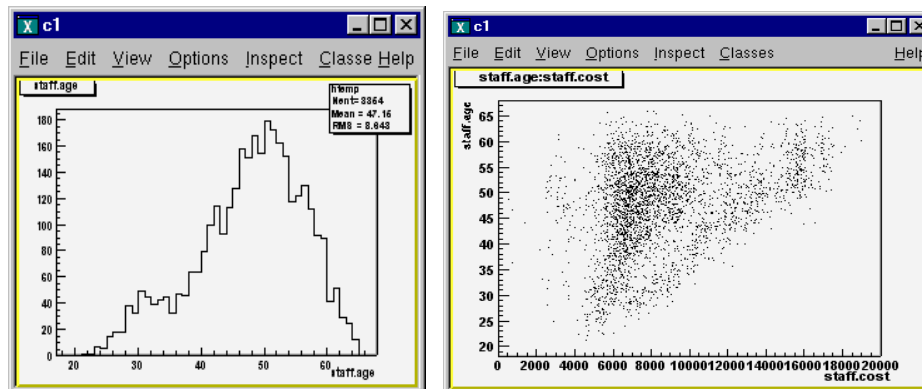 c1
File Edit View Options Inspect Classe Help
staff.age
htemp
Nent= 3354
Mean = 47.15
RMS = 8.643
180
160
140
120
100
80
60
40
20
0
20 30 40 50 60
staff.age
c1
File Edit View Options Inspect Classes Help
staff.age:staff.cost
staff.age
65
60
55
50
45
40
35
30
25
20
0 2000 4000 6000 8000 10000 12000 14000 16000 18000 20000
staff.cost